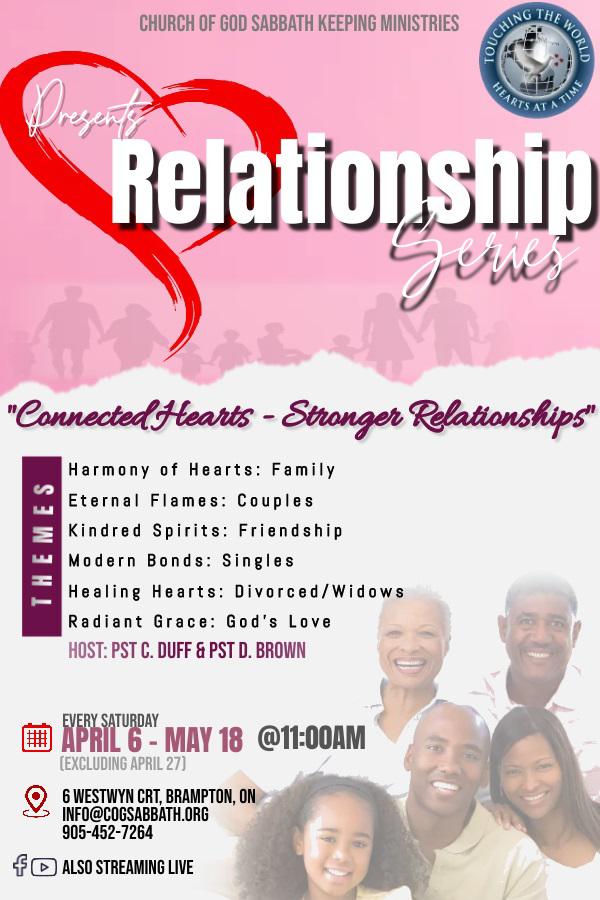 CHURCH OF GOD SABBATH KEEPING MINISTRIES
TOUCHING THE WORLD
HEARTS AT A TIME
Presents
Relationship
Series
"Connected Hearts - Stronger Relationships"
THEMES
Harmony of Hearts: Family
Eternal Flames: Couples
Kindred Spirits: Friendship
Modern Bonds: Singles
Healing Hearts: Divorced/Widows
Radiant Grace: God's Love
HOST: PST C. DUFF & PST D. BROWN
EVERY SATURDAY
APRIL 6 - MAY 18 @11:00AM
(EXCLUDING APRIL 27)
6 WESTWYN CRT, BRAMPTON, ON
INFO@COGSABBATH.ORG
905-452-7264
ALSO STREAMING LIVE